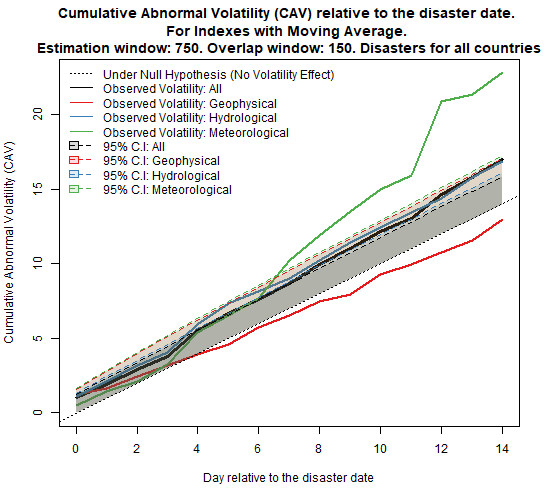 Cumulative Abnormal Volatility (CAV) relative to the disaster date.
For Indexes with Moving Average.
Estimation window: 750. Overlap window: 150. Disasters for all countries
Under Null Hypothesis (No Volatility Effect)
Observed Volatility: All
Observed Volatility: Geophysical
Observed Volatility: Hydrological
Observed Volatility: Meteorological
95% C.I: All
95% C.I: Geophysical
95% C.I: Hydrological
95% C.I: Meteorological
Cumulative Abnormal Volatility (CAV)
20
15
10
5
0
0 2 4 6 8 10 12 14
Day relative to the disaster date